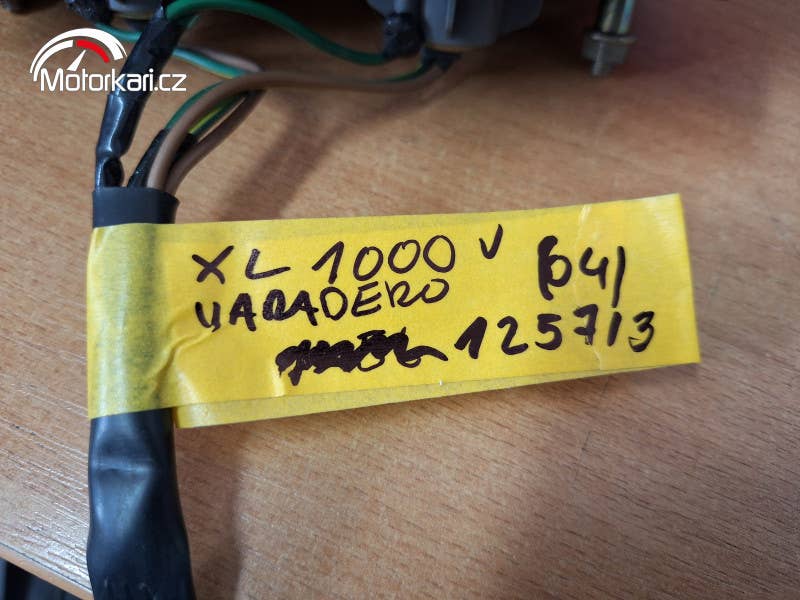 Motorkari.cz
XL 1000 V (04)
VARADERO
125713